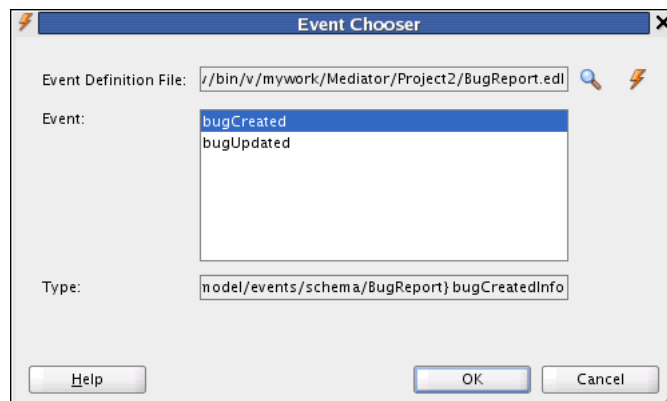 Event Chooser
Event Definition File: /bin/v/mywork/Mediator/Project2/BugReport.edl
Event:
bugCreated
bugUpdated
Type: model/events/schema/BugReport} bugCreatedInfo
Help OK Cancel